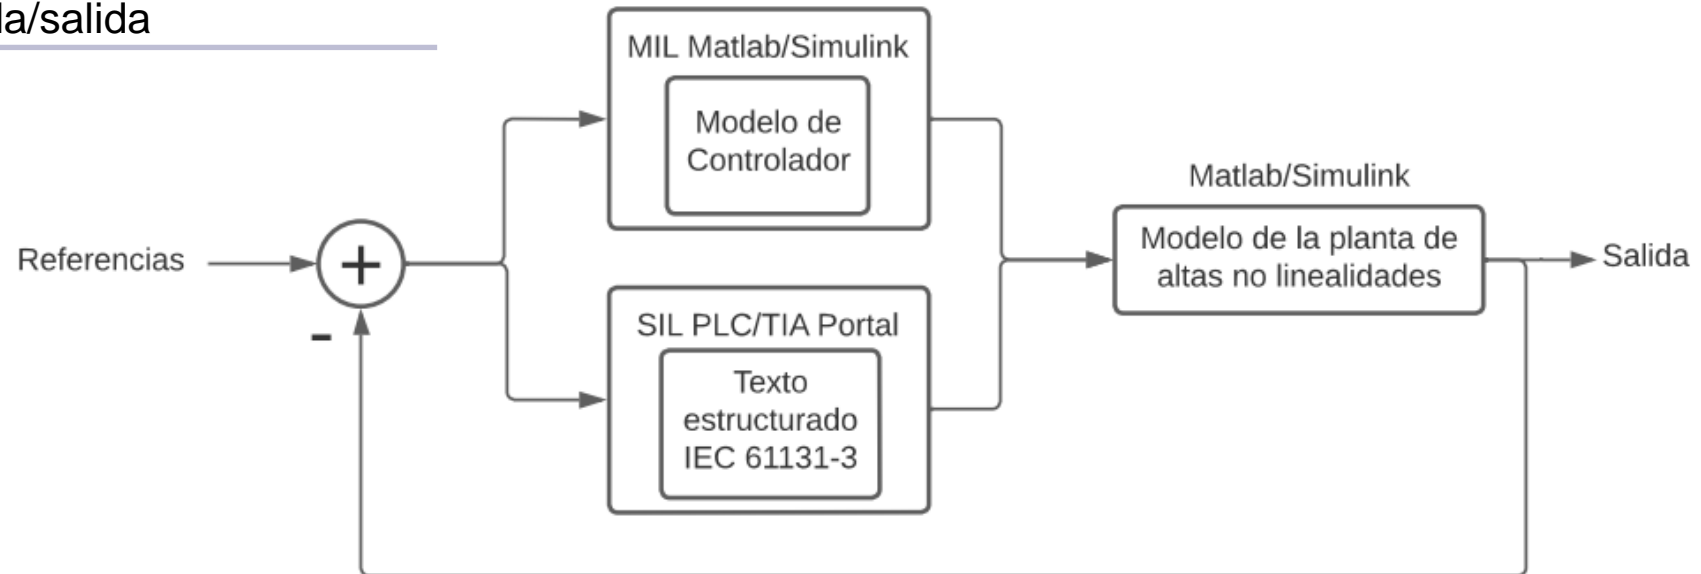 la/salida
MIL Matlab/Simulink
Modelo de
Controlador
Matlab/Simulink
Referencias
+
Modelo de la planta de
altas no linealidades
Salida
-
SIL PLC/TIA Portal
Texto
estructurado
IEC 61131-3